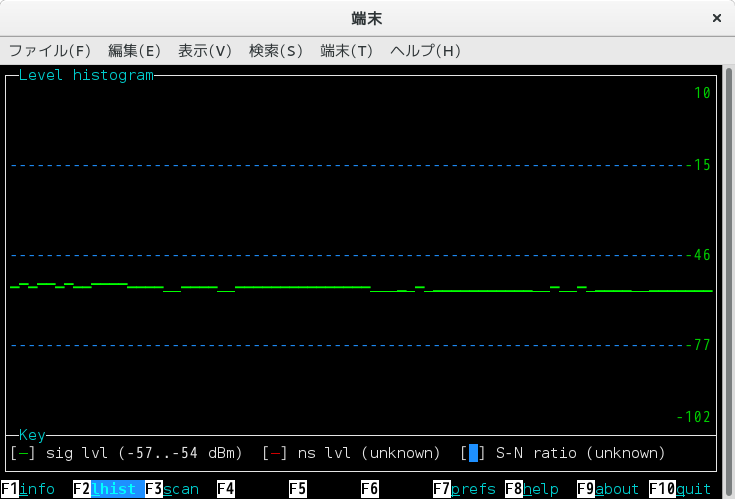 端末
ファイル(F) 編集(E) 表示(V) 検索(S) 端末(T) ヘルプ(H)
Level histogram
10
-15
-46
-77
-102
Key
[—] sig lvl (-57..-54 dBm) [—] ns lvl (unknown) [ ] S-N ratio (unknown)
F1info F2lhist F3scan F4 F5 F6 F7prefs F8help F9about F10quit